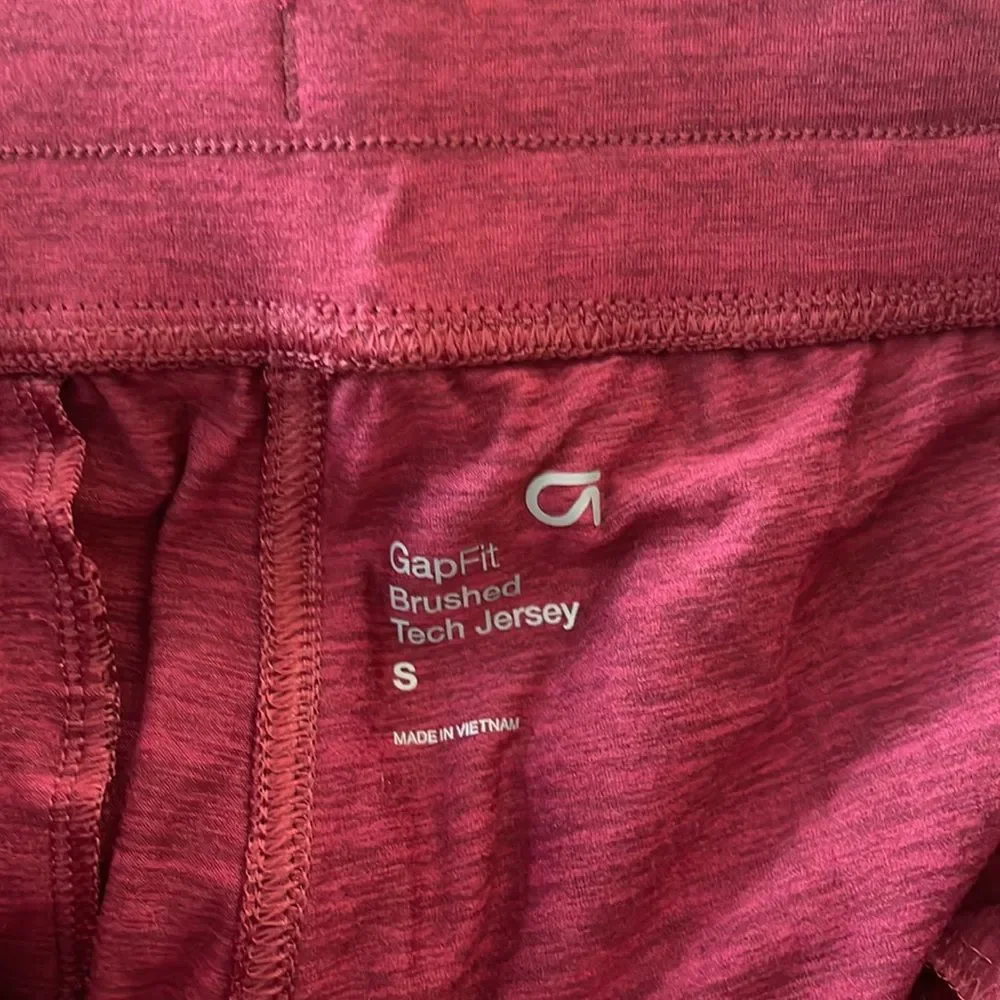 GapFit
Brushed
Tech Jersey
S
MADE IN VIETNAM